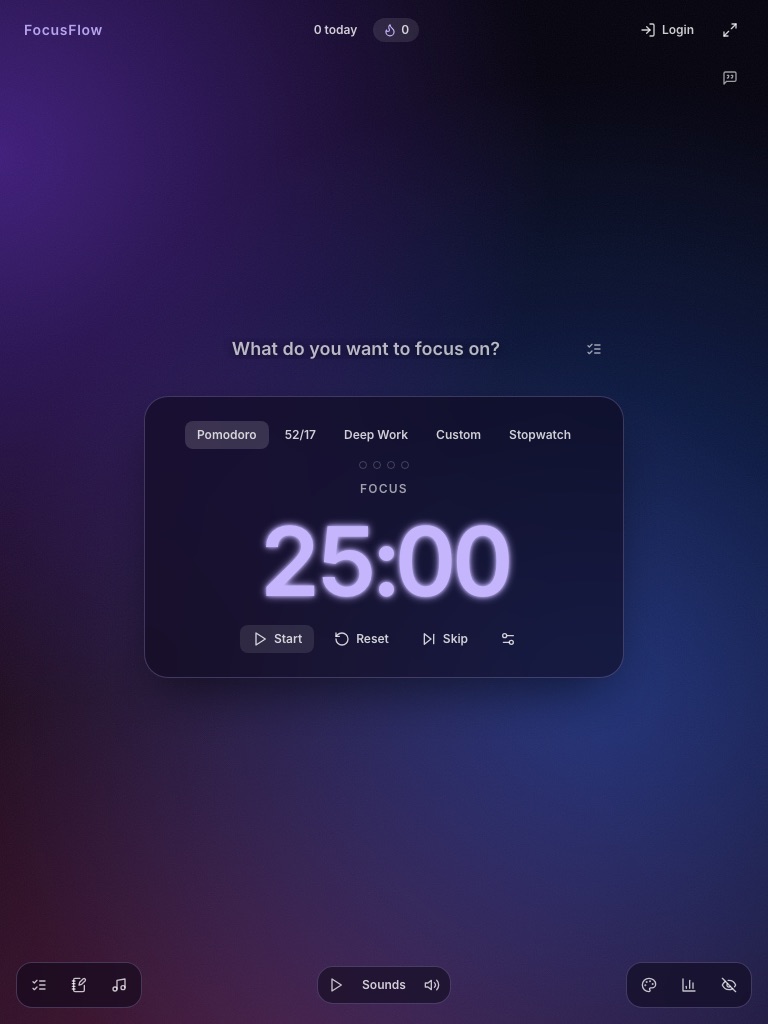 FocusFlow
0 today
0
Login
What do you want to focus on?
Pomodoro
52/17
Deep Work
Custom
Stopwatch
FOCUS
25:00
Start
Reset
Skip
Sounds